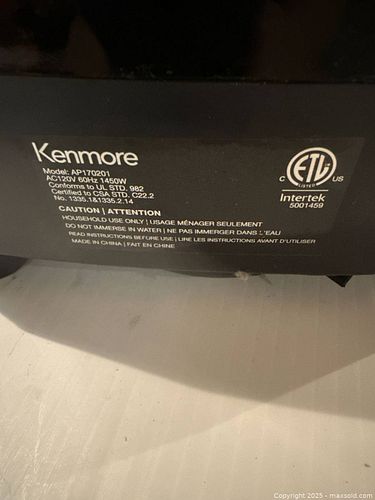 Kenmore
Model: AP170201
AC120V 60Hz 1450W
Conforms to UL STD. 982
Certified to CSA STD. C22.2
No. 1335.1&1335.2.14
CAUTION | ATTENTION
HOUSEHOLD USE ONLY | USAGE MÉNAGER SEULEMENT
DO NOT IMMERSE IN WATER | NE PAS IMMERGER DANS L'EAU
READ INSTRUCTIONS BEFORE USE | LIRE LES INSTRUCTIONS AVANT D'UTILISER
MADE IN CHINA | FAIT EN CHINE
C ETL US
LISTED
Intertek
5001459
Copyright 2025 - maxsold.com